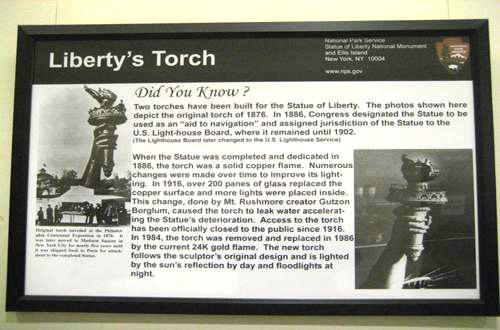 Liberty's Torch
National Park Service
Statue of Liberty National Monument
and Ellis Island
New York, NY 10004
www.nps.gov
Did You Know?
Two torches have been built for the Statue of Liberty. The photos shown here
depict the original torch of 1876. In 1886, Congress designated the Statue to be
used as an "aid to navigation" and assigned jurisdiction of the Statue to the
U.S. Light-house Board, where it remained until 1902.
(The Lighthouse Board later changed to the U.S. Lighthouse Service)
When the Statue was completed and dedicated in
1886, the torch was a solid copper flame. Numerous
changes were made over time to improve its light-
ing. In 1916, over 200 panes of glass replaced the
copper surface and more lights were placed inside.
This change, done by Mt. Rushmore creator Gutzon
Borglum, caused the torch to leak water accelerat-
ing the Statue's deterioration. Access to the torch
has been officially closed to the public since 1916.
In 1984, the torch was removed and replaced in 1986
by the current 24K gold flame. The new torch
follows the sculptor's original design and is lighted
by the sun's reflection by day and floodlights at
night.
Original torch unveiled at the Philadel-
phia Centennial Exposition in 1876. It
was later moved to Madison Square in
New York City for nearly five years until
it was shipped back to Paris for attach-
ment to the completed Statue.